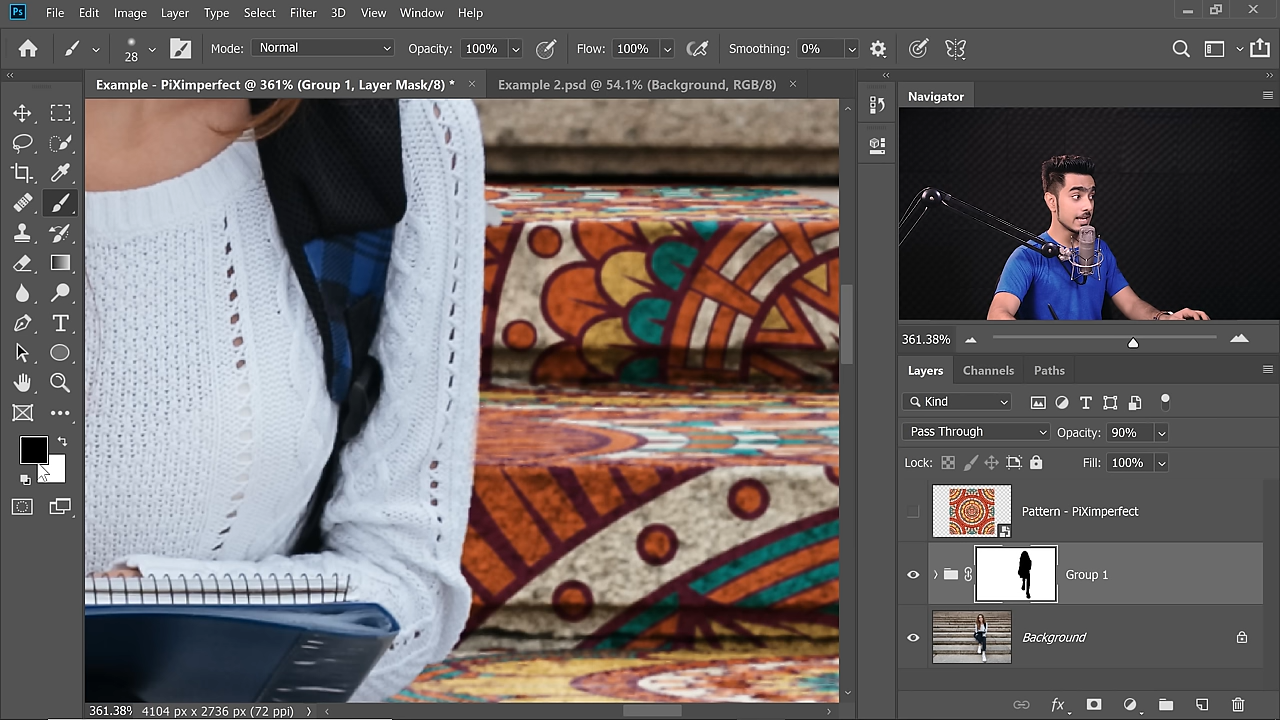 Ps File Edit Image Layer Type Select Filter 3D View Window Help
28 Mode: Normal Opacity: 100% Flow: 100% Smoothing: 0%
Example - PiXimperfect @ 361% (Group 1, Layer Mask/8) * × Example 2.psd @ 54.1% (Background, RGB/8) ×
Navigator
361.38%
Layers Channels Paths
Kind
Pass Through Opacity: 90%
Lock: Fill: 100%
Pattern - PiXimperfect
Group 1
Background
fx
361.38% 4104 px x 2736 px (72 ppi)